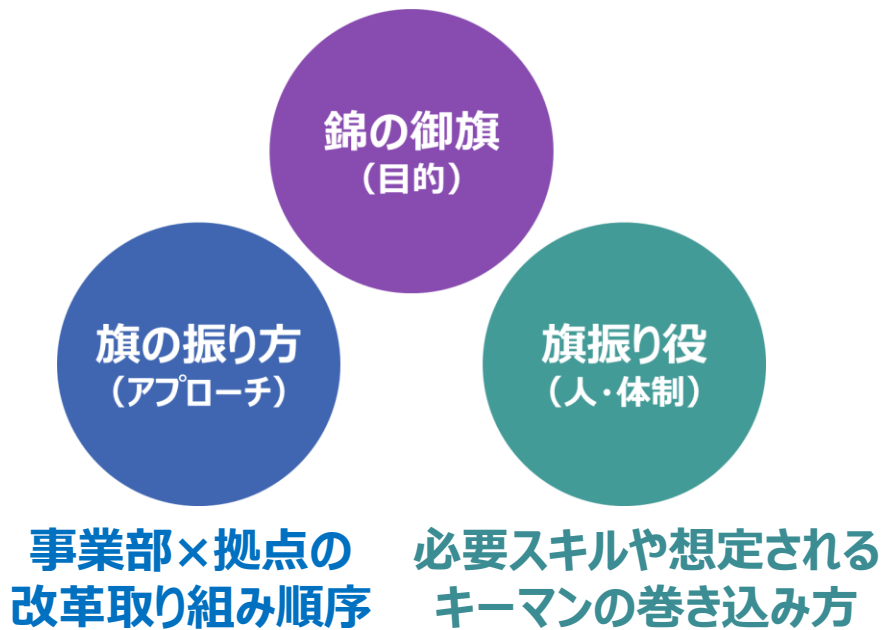 錦の御旗
（目的）
旗の振り方
（アプローチ）
旗振り役
（人・体制）
事業部×拠点の
改革取り組み順序
必要スキルや想定される
キーマンの巻き込み方